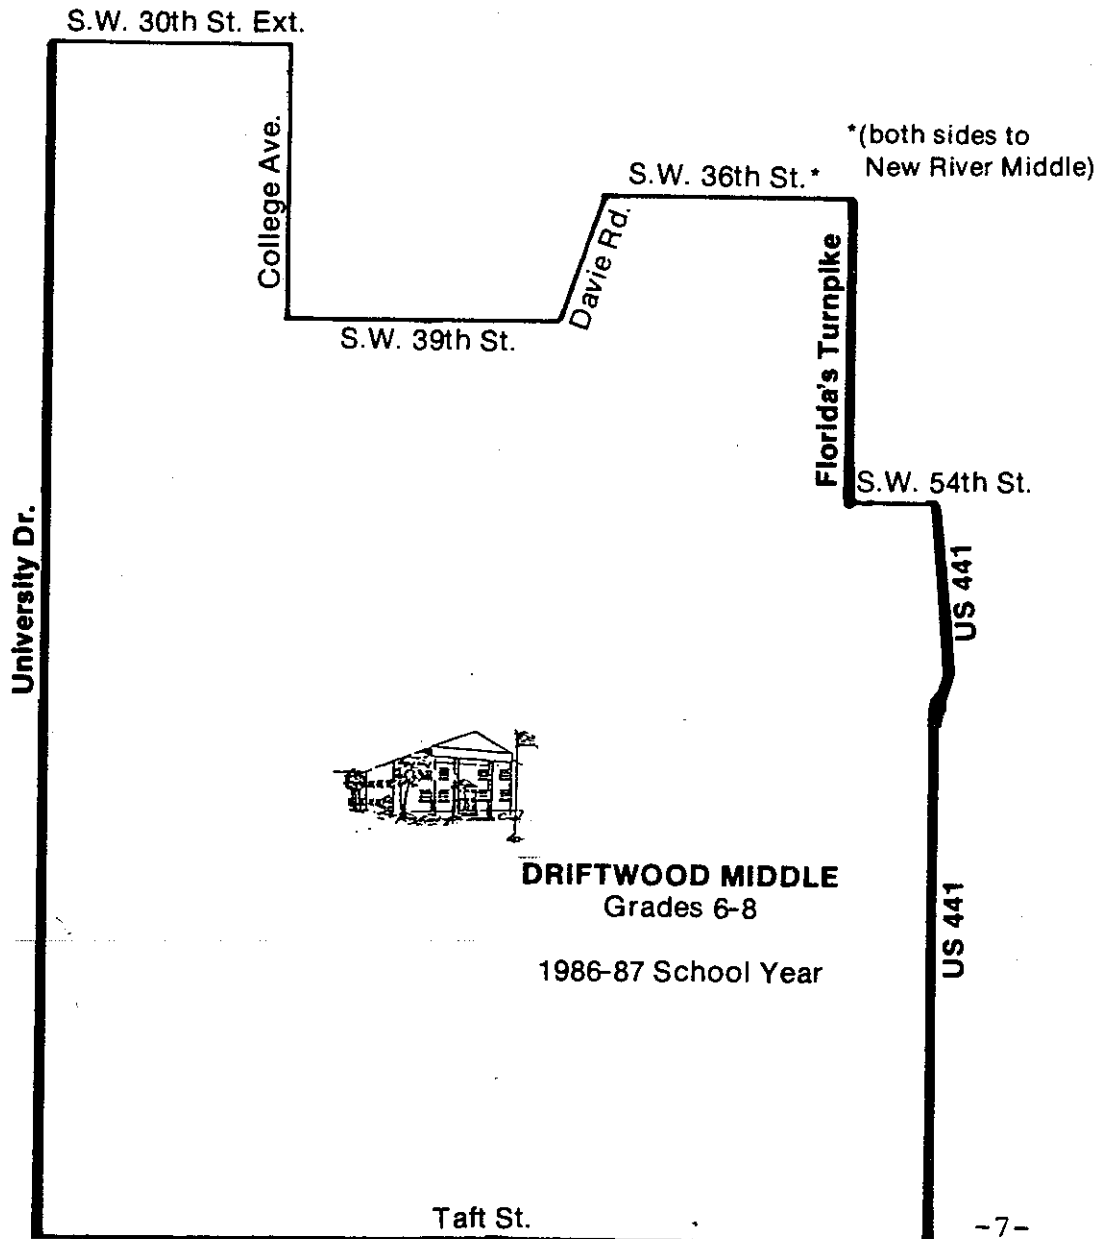 S.W. 30th St. Ext.
College Ave.
*(both sides to
New River Middle)
S.W. 36th St.*
Davie Rd.
S.W. 39th St.
Florida's Turnpike
S.W. 54th St.
University Dr.
US 441
DRIFTWOOD MIDDLE
Grades 6-8
US 441
1986-87 School Year
Taft St.
-7-